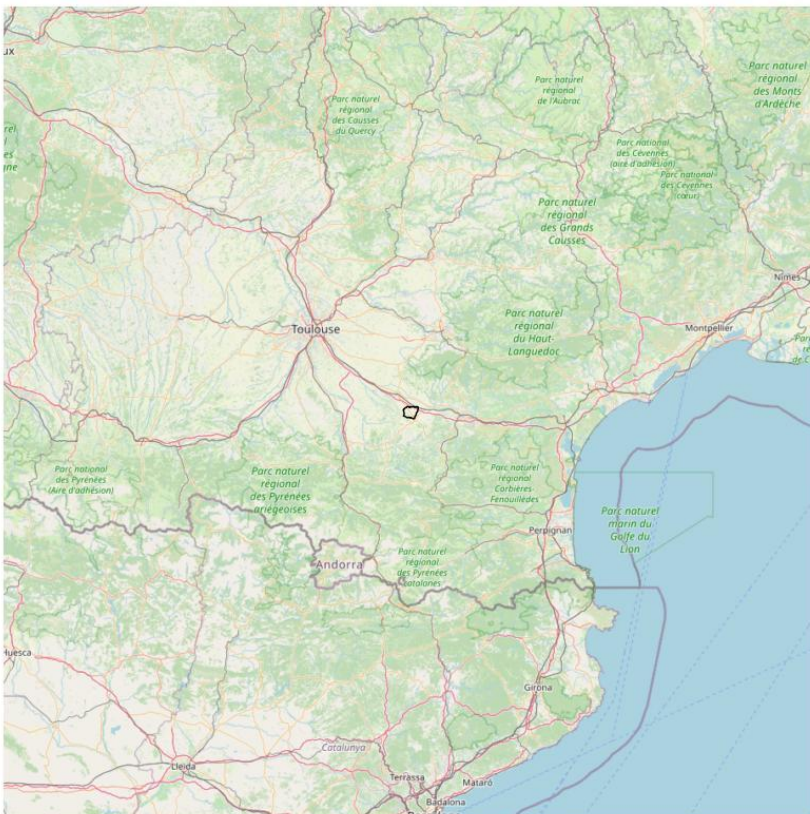 ux
Parc naturel
régional
de l'Aubrac
Parc naturel
régional
des Monts
d'Ardèche
Parc naturel
régional
des Causses
du Quercy
Parc national
des Cévennes
(aire d'adhésion)
Parc national
des Cévennes
(cœur)
Parc naturel
régional
des Grands
Causses
Nîmes
Parc naturel
régional
du Haut-
Languedoc
Montpellier
Toulouse
Parc national
des Pyrénées
(Aire d'adhésion)
Parc naturel
régional
des Pyrénées
ariégeoises
Parc naturel
régional
Corbières
Fenouillèdes
Parc naturel
marin du
Golfe du
Lion
Perpignan
Parc naturel
régional
des Pyrénées
catalanes
Andorra
Huesca
Girona
Catalunya
Lleida
Terrassa
Mataró
Badalona